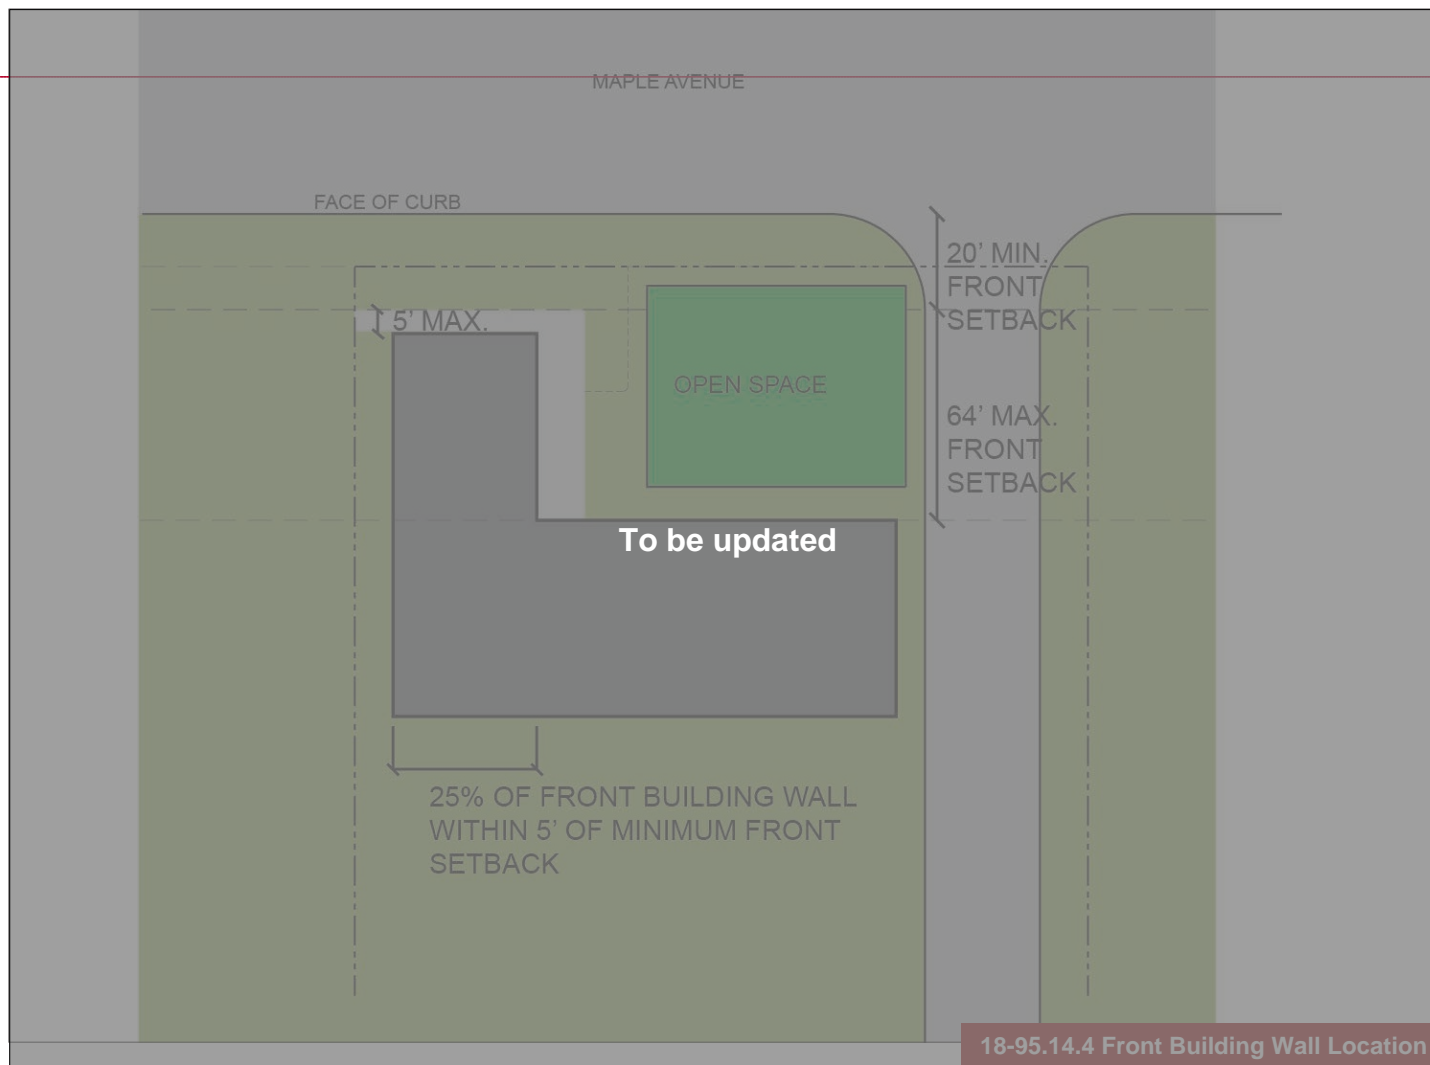 MAPLE AVENUE
FACE OF CURB
20’ MIN.
FRONT
SETBACK
5’ MAX.
OPEN SPACE
64’ MAX.
FRONT
SETBACK
To be updated
25% OF FRONT BUILDING WALL
WITHIN 5’ OF MINIMUM FRONT
SETBACK
18-95.14.4 Front Building Wall Location